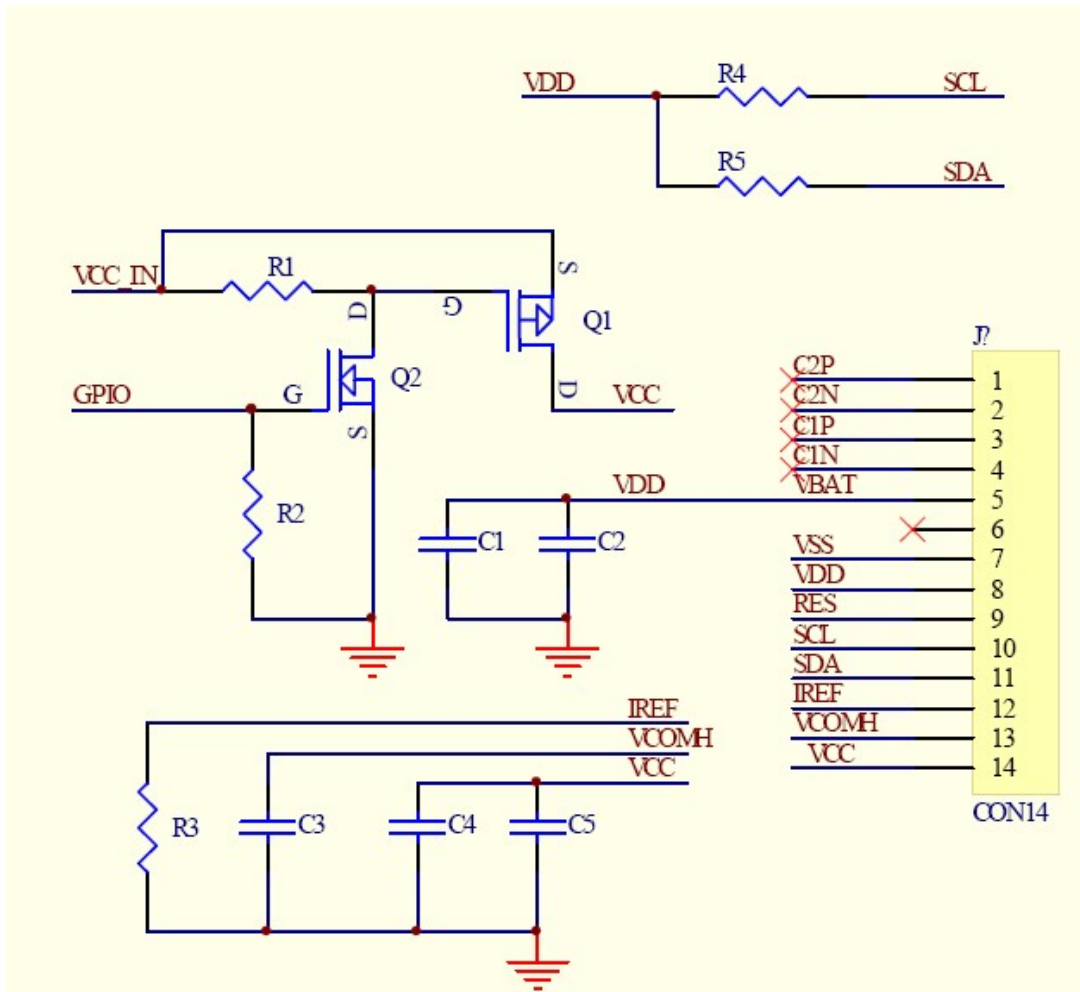 VDD
R4
SCL
R5
SDA
VCC_IN
R1
D
G
S
Q1
D
VCC
GPIO
G
Q2
S
R2
VDD
C1
C2
J?
C2P 1
C2N 2
C1P 3
C1N 4
VBAT 5
6
VSS 7
VDD 8
RES 9
SCL 10
SDA 11
IREF 12
VCOMH 13
VCC 14
CON14
IREF
VCOMH
VCC
R3
C3
C4
C5